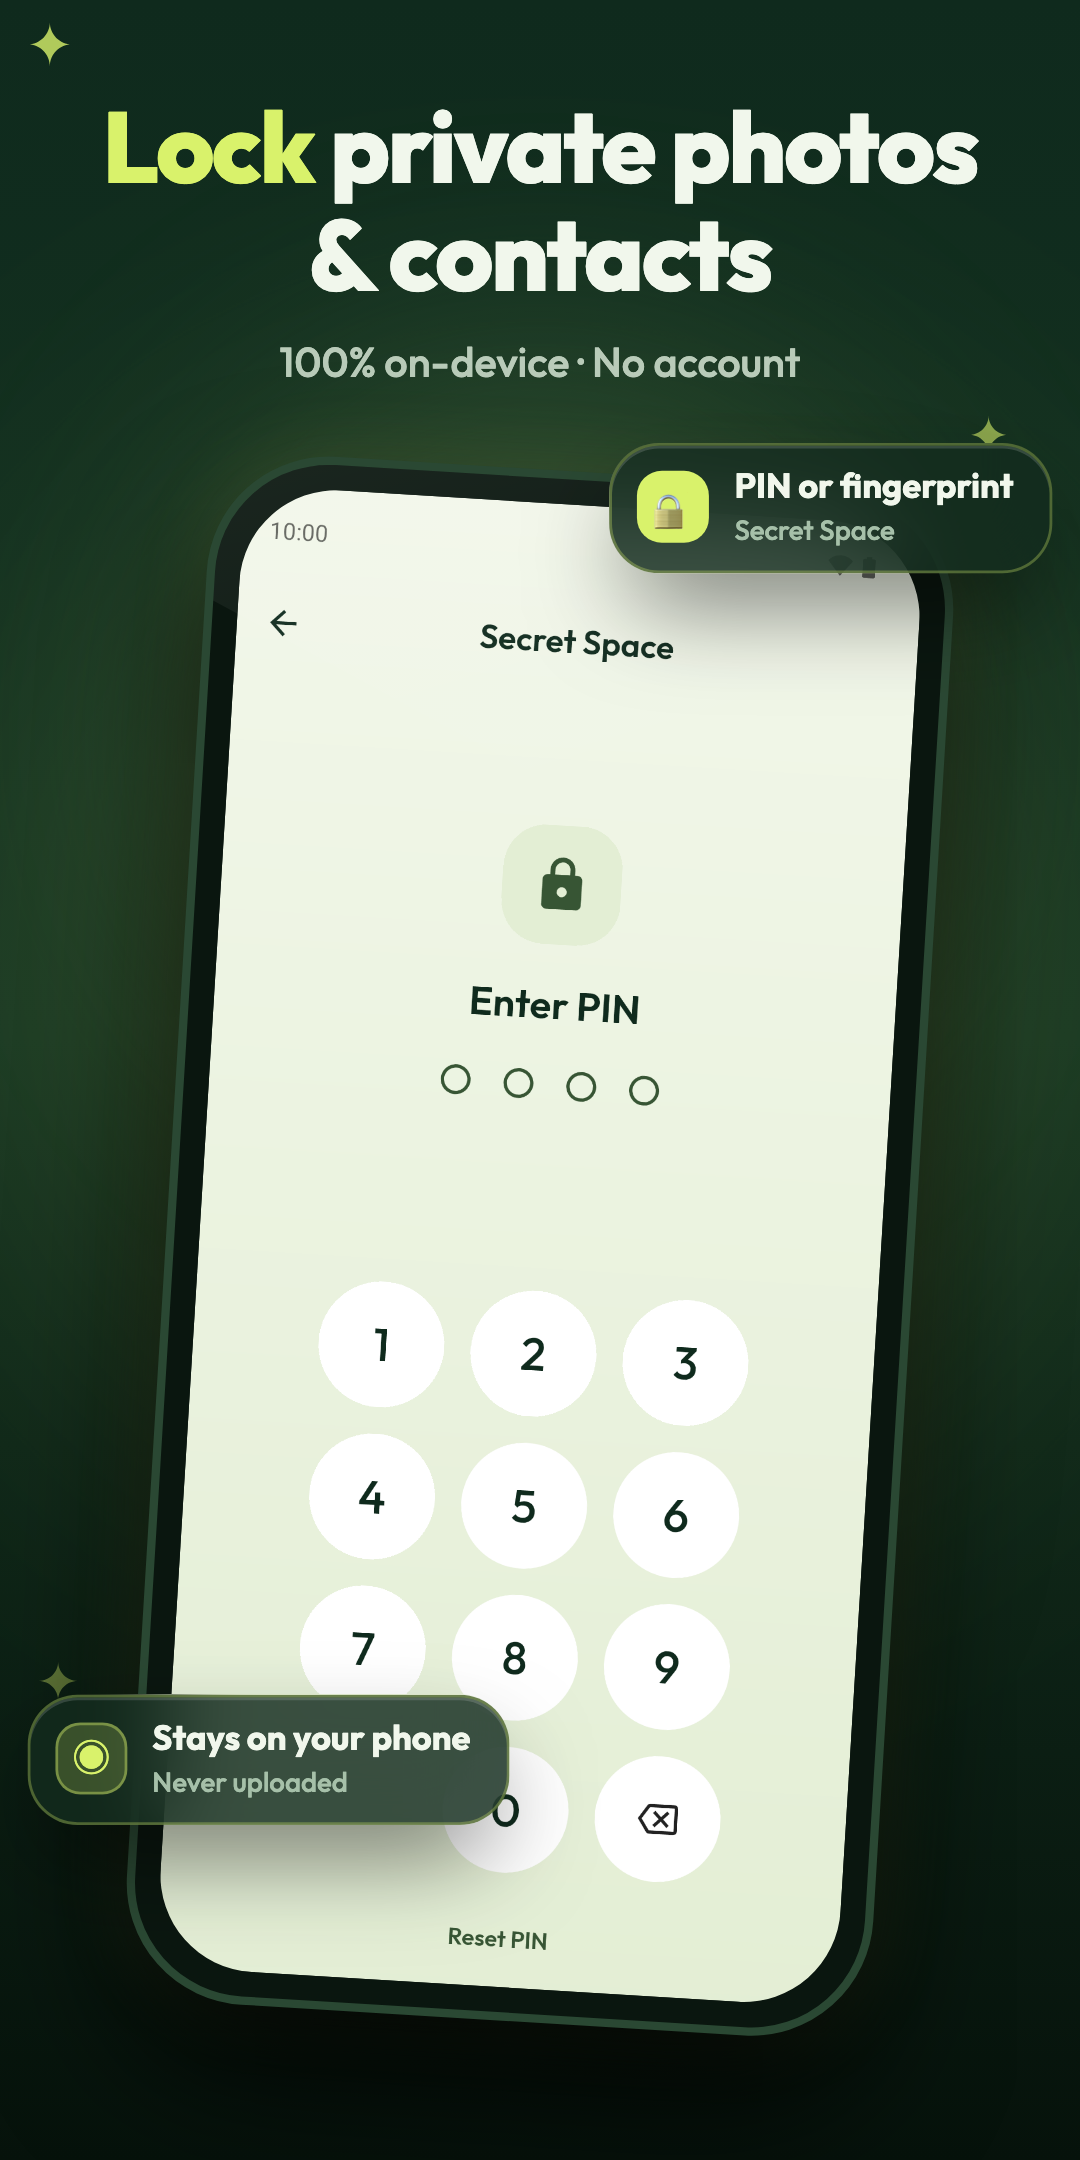 Lock private photos
& contacts
100% on-device · No account
PIN or fingerprint
Secret Space
10:00
Secret Space
Enter PIN
1 2 3
4 5 6
7 8 9
Stays on your phone
Never uploaded
0
Reset PIN